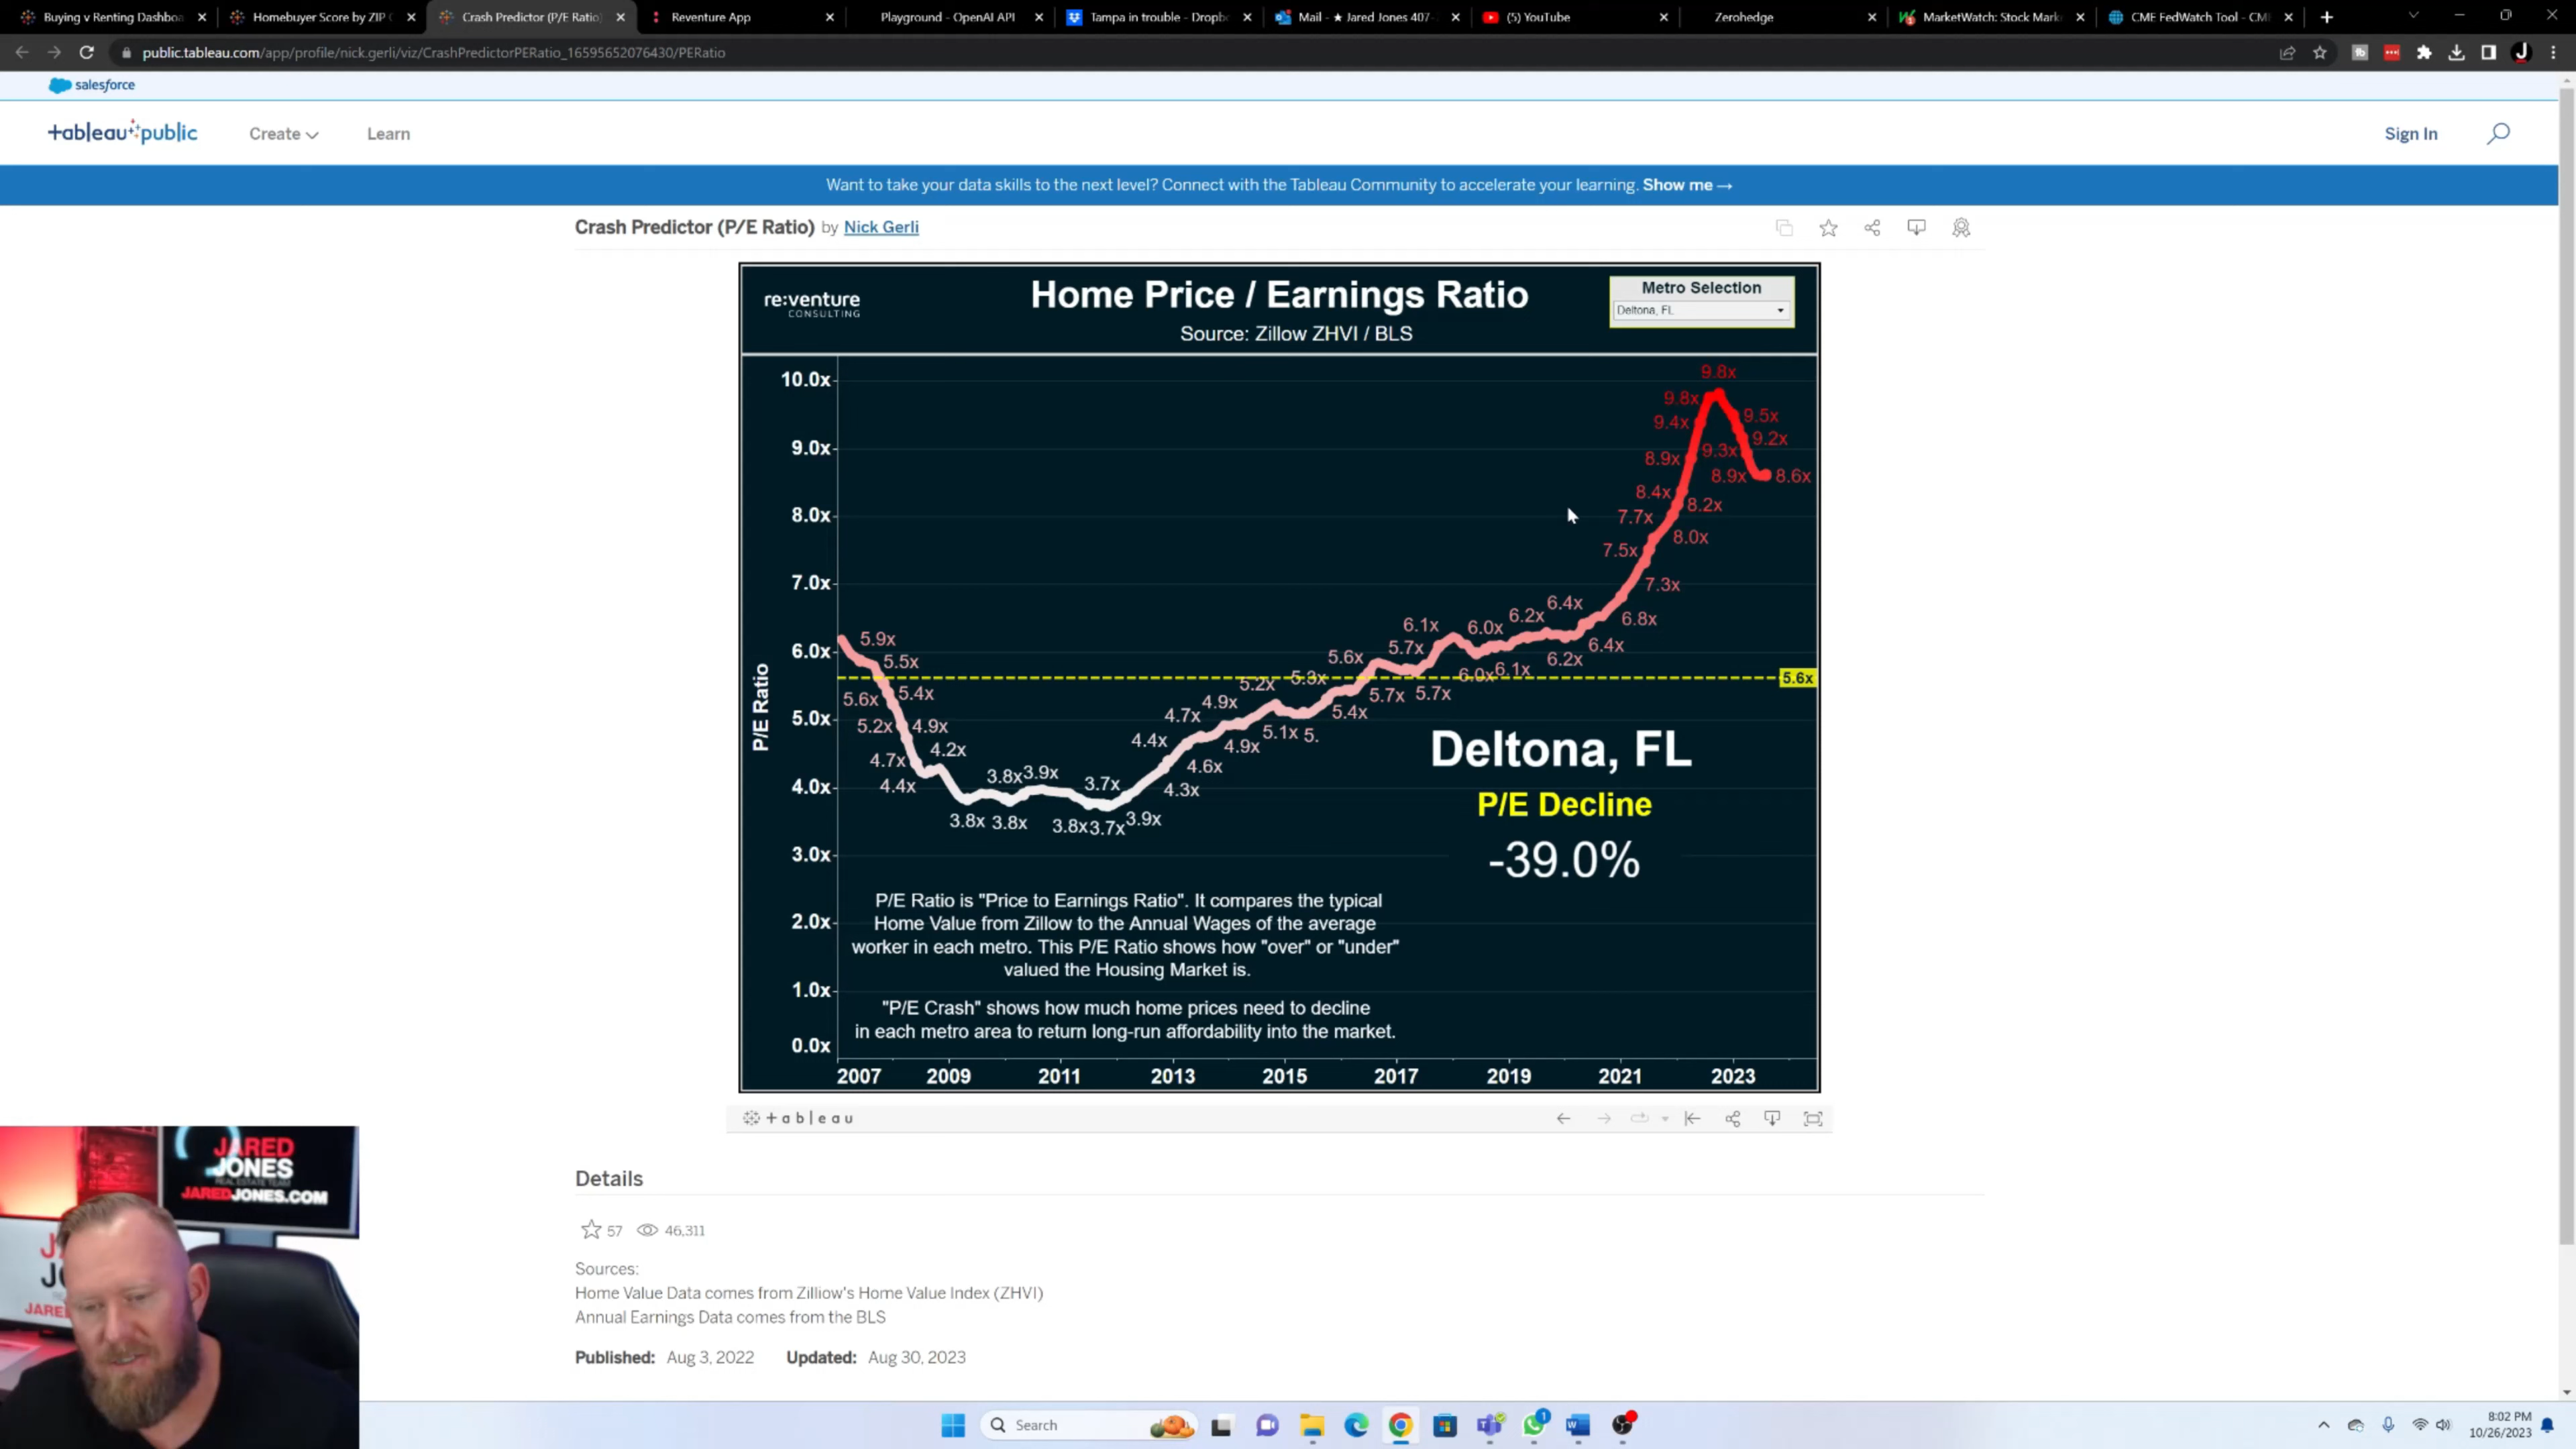 Buying v Renting Dashboa
Homebuyer Score by ZIP C
Crash Predictor (P/E Ratio)
Reventure App
Playground - OpenAI API
Tampa in trouble - Dropbo
Mail - ★ Jared Jones 407-
(5) YouTube
Zerohedge
MarketWatch: Stock Mark
CME FedWatch Tool - CME
public.tableau.com/app/profile/nick.gerli/viz/CrashPredictorPERatio_16595652076430/PERatio
salesforce
+ableau public
Create
Learn
Sign In
Want to take your data skills to the next level? Connect with the Tableau Community to accelerate your learning. Show me →
Crash Predictor (P/E Ratio) by Nick Gerli
re:venture
CONSULTING
Home Price / Earnings Ratio
Source: Zillow ZHVI / BLS
Metro Selection
Deltona, FL
P/E Ratio
10.0x
9.0x
8.0x
7.0x
6.0x
5.0x
4.0x
3.0x
2.0x
1.0x
0.0x
5.9x
5.5x
5.6x
5.4x
5.2x
4.9x
4.7x
4.2x
4.4x
3.8x
3.8x
3.8x
3.9x
3.8x
3.7x
3.7x
3.9x
4.4x
4.3x
4.7x
4.6x
4.9x
4.9x
5.2x
5.1x
5.3x
5.
5.6x
5.4x
5.7x
5.7x
6.1x
5.7x
6.0x
6.0x
6.1x
6.2x
6.4x
6.2x
6.4x
6.8x
7.3x
7.5x
7.7x
8.0x
8.2x
8.4x
8.9x
9.4x
9.8x
9.8x
9.5x
9.2x
9.3x
8.9x
8.6x
5.6x
Deltona, FL
P/E Decline
-39.0%
P/E Ratio is "Price to Earnings Ratio". It compares the typical
Home Value from Zillow to the Annual Wages of the average
worker in each metro. This P/E Ratio shows how "over" or "under"
valued the Housing Market is.
"P/E Crash" shows how much home prices need to decline
in each metro area to return long-run affordability into the market.
2007 2009 2011 2013 2015 2017 2019 2021 2023
+ableau
Details
57 46,311
Sources:
Home Value Data comes from Zilliow's Home Value Index (ZHVI)
Annual Earnings Data comes from the BLS
Published: Aug 3, 2022 Updated: Aug 30, 2023
JARED
JONES
REAL ESTATE TEAM
JAREDJONES.COM
Search
1
8:02 PM
10/26/2023